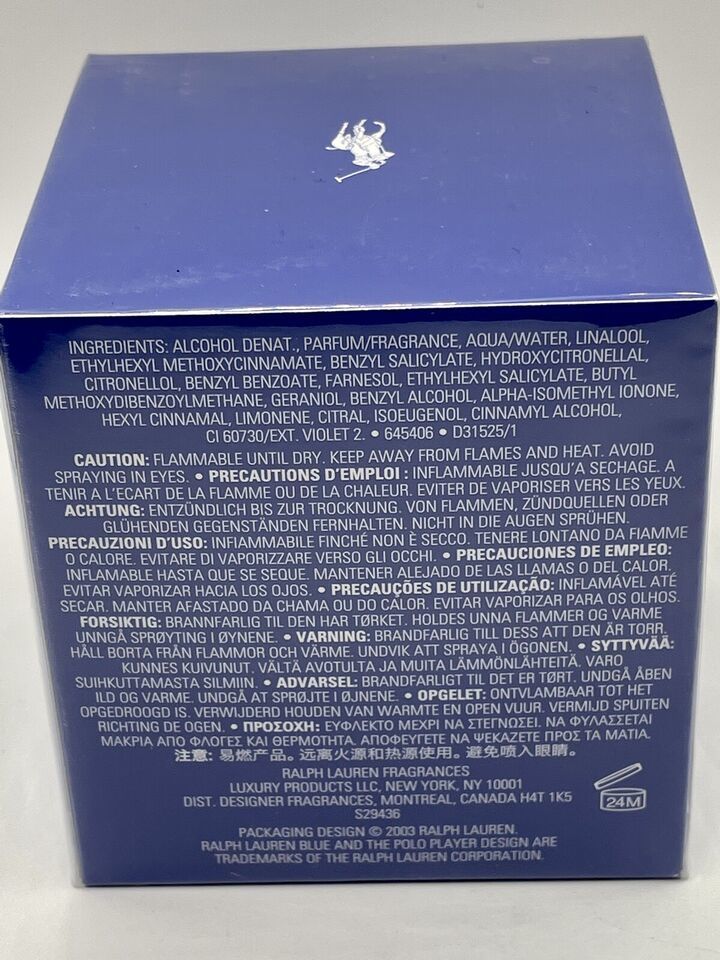 INGREDIENTS: ALCOHOL DENAT., PARFUM/FRAGRANCE, AQUA/WATER, LINALOOL,
ETHYLHEXYL METHOXYCINNAMATE, BENZYL SALICYLATE, HYDROXYCITRONELLAL,
CITRONELLOL, BENZYL BENZOATE, FARNESOL, ETHYLHEXYL SALICYLATE, BUTYL
METHOXYDIBENZOYLMETHANE, GERANIOL, BENZYL ALCOHOL, ALPHA-ISOMETHYL IONONE,
HEXYL CINNAMAL, LIMONENE, CITRAL, ISOEUGENOL, CINNAMYL ALCOHOL,
CI 60730/EXT. VIOLET 2. • 645406 • D31525/1
CAUTION: FLAMMABLE UNTIL DRY. KEEP AWAY FROM FLAMES AND HEAT. AVOID
SPRAYING IN EYES. • PRECAUTIONS D'EMPLOI : INFLAMMABLE JUSQU'A SECHAGE. A
TENIR A L'ECART DE LA FLAMME OU DE LA CHALEUR. EVITER DE VAPORISER VERS LES YEUX.
ACHTUNG: ENTZÜNDLICH BIS ZUR TROCKNUNG. VON FLAMMEN, ZÜNDQUELLEN ODER
GLÜHENDEN GEGENSTÄNDEN FERNHALTEN. NICHT IN DIE AUGEN SPRÜHEN.
PRECAUZIONI D'USO: INFIAMMABILE FINCHÉ NON È SECCO. TENERE LONTANO DA FIAMME
O CALORE. EVITARE DI VAPORIZZARE VERSO GLI OCCHI. • PRECAUCIONES DE EMPLEO:
INFLAMABLE HASTA QUE SE SEQUE. MANTENER ALEJADO DE LAS LLAMAS O DEL CALOR.
EVITAR VAPORIZAR HACIA LOS OJOS. • PRECAUÇÕES DE UTILIZAÇÃO: INFLAMÁVEL ATÉ
SECAR. MANTER AFASTADO DA CHAMA OU DO CALOR. EVITAR VAPORIZAR PARA OS OLHOS.
FORSIKTIG: BRANNFARLIG TIL DEN HAR TØRKET. HOLDES UNNA FLAMMER OG VARME
UNNGÅ SPRØYTING I ØYNENE. • VARNING: BRANDFARLIG TILL DESS ATT DEN ÄR TORR.
HÅLL BORTA FRÅN FLAMMOR OCH VÄRME. UNDVIK ATT SPRAYA I ÖGONEN. • SYTTYVÄÄ:
KUNNES KUIVUNUT. VÄLTÄ AVOTULTA JA MUITA LÄMMÖNLÄHTEITÄ. VARO
SUIHKUTTAMASTA SILMIIN. • ADVARSEL: BRANDFARLIGT TIL DET ER TØRT. UNDGÅ ÅBEN
ILD OG VARME. UNDGÅ AT SPRØJTE I ØJNENE. • OPGELET: ONTVLAMBAAR TOT HET
OPGEDROOGD IS. VERWIJDERD HOUDEN VAN WARMTE EN OPEN VUUR. VERMIJD SPUITEN
RICHTING DE OGEN. • ΠΡΟΣΟΧΗ: ΕΥΦΛΕΚΤΟ ΜΕΧΡΙ ΝΑ ΣΤΕΓΝΩΣΕΙ. ΝΑ ΦΥΛΑΣΣΕΤΑΙ
ΜΑΚΡΙΑ ΑΠΟ ΦΛΟΓΕΣ ΚΑΙ ΘΕΡΜΟΤΗΤΑ. ΑΠΟΦΕΥΓΕΤΕ ΝΑ ΨΕΚΑΖΕΤΕ ΠΡΟΣ ΤΑ ΜΑΤΙΑ.
注意: 易燃产品。远离火源和热源使用。避免喷入眼睛。
RALPH LAUREN FRAGRANCES
LUXURY PRODUCTS LLC, NEW YORK, NY 10001
DIST. DESIGNER FRAGRANCES, MONTREAL, CANADA H4T 1K5
S29436
24M
PACKAGING DESIGN © 2003 RALPH LAUREN.
RALPH LAUREN BLUE AND THE POLO PLAYER DESIGN ARE
TRADEMARKS OF THE RALPH LAUREN CORPORATION.